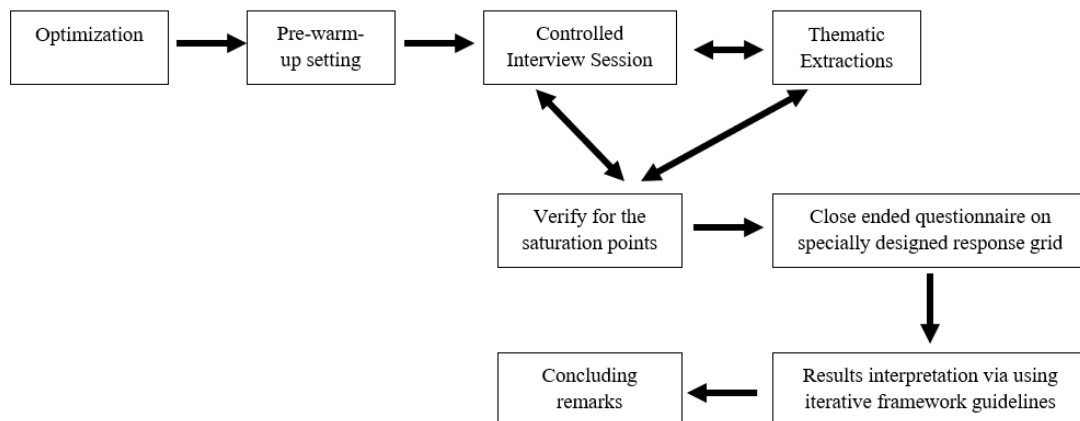 Optimization
Pre-warm-
up setting
Controlled
Interview Session
Thematic
Extractions
Verify for the
saturation points
Close ended questionnaire on
specially designed response grid
Concluding
remarks
Results interpretation via using
iterative framework guidelines